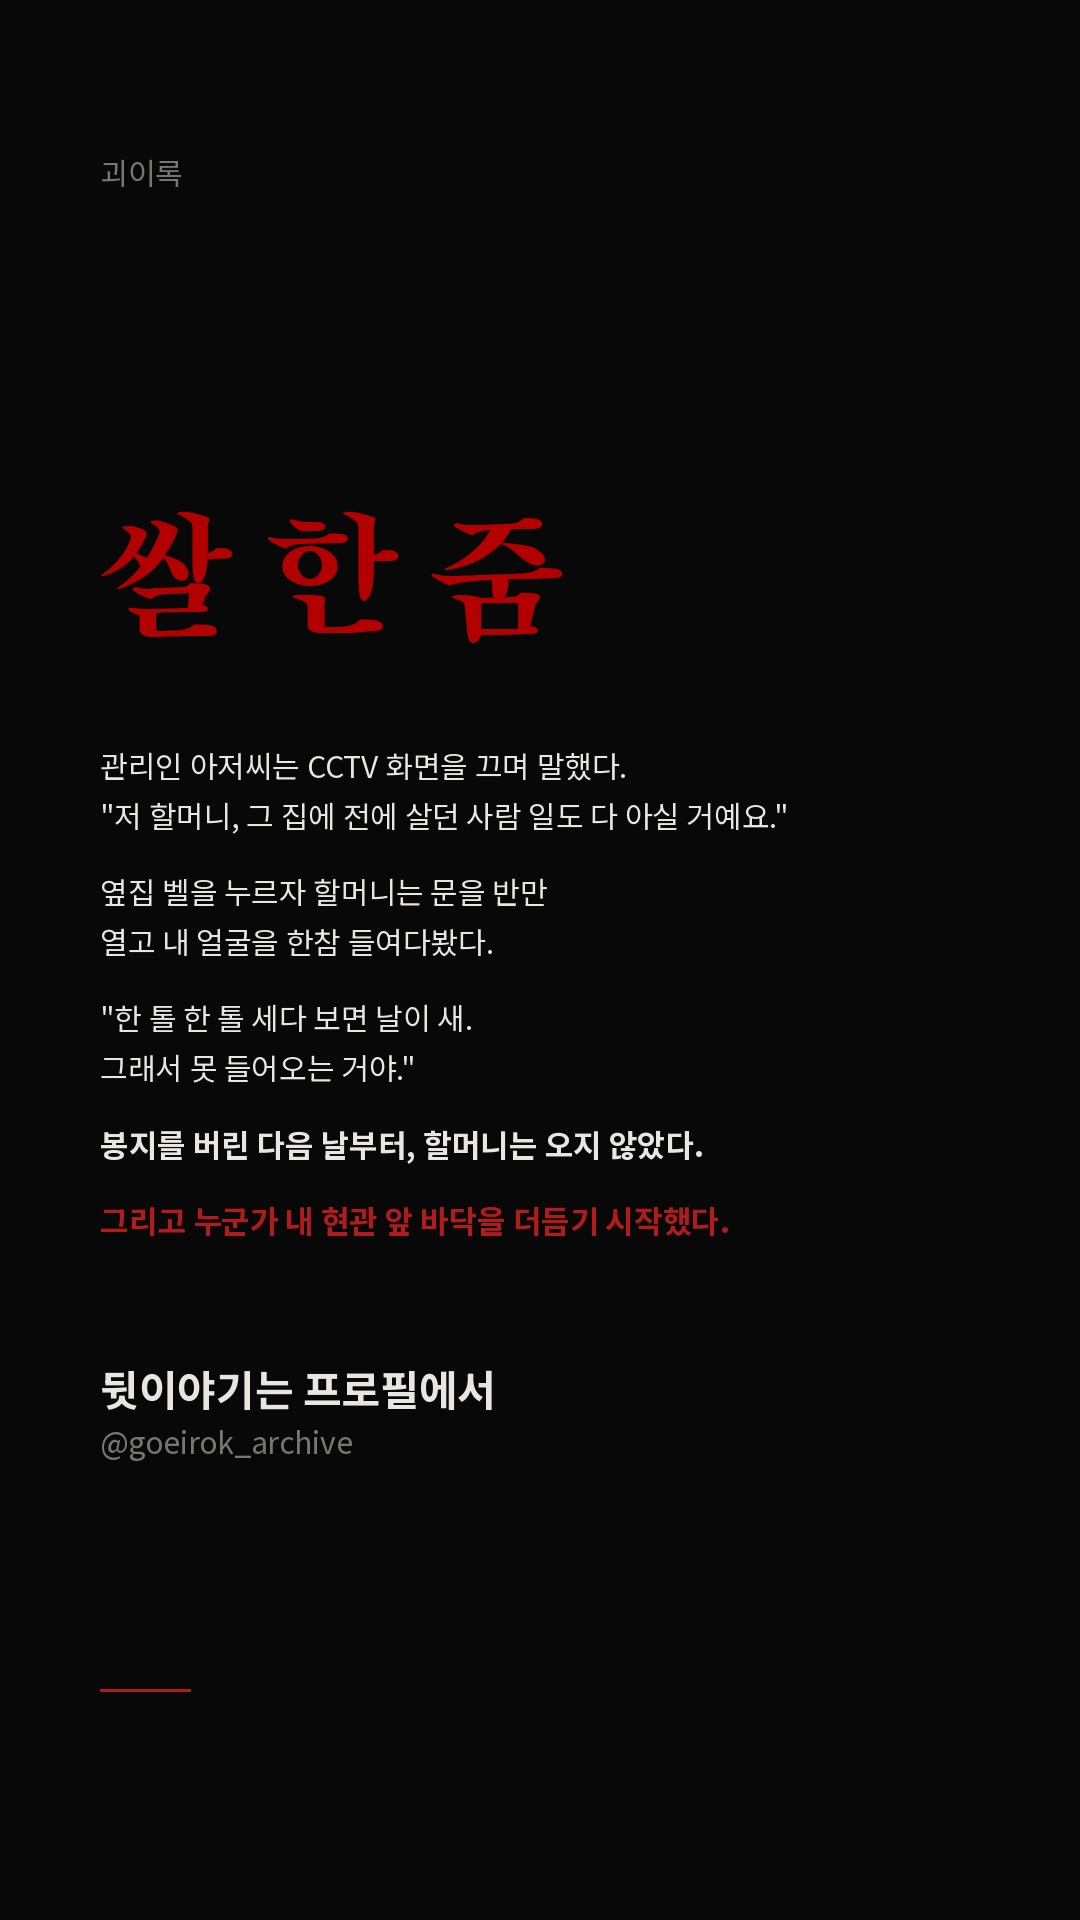 괴이록
쌀 한 줌
관리인 아저씨는 CCTV 화면을 끄며 말했다.
"저 할머니, 그 집에 전에 살던 사람 일도 다 아실 거예요."
옆집 벨을 누르자 할머니는 문을 반만
열고 내 얼굴을 한참 들여다봤다.
"한 톨 한 톨 세다 보면 날이 새.
그래서 못 들어오는 거야."
봉지를 버린 다음 날부터, 할머니는 오지 않았다.
그리고 누군가 내 현관 앞 바닥을 더듬기 시작했다.
뒷이야기는 프로필에서
@goeirok_archive